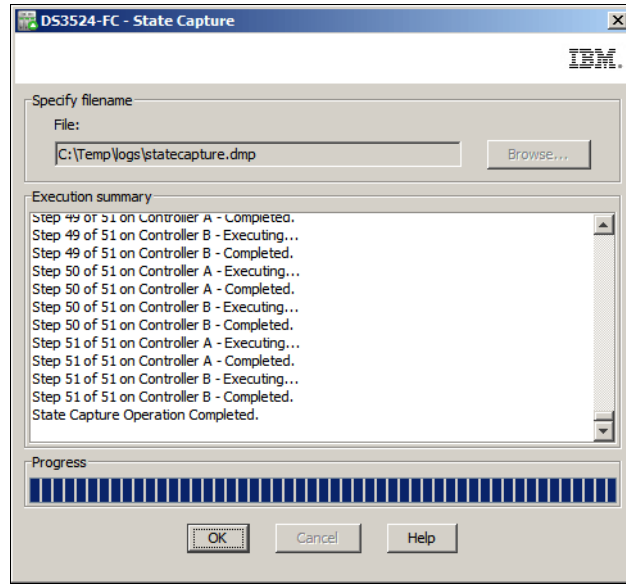 DS3524-FC - State Capture
IBM.
Specify filename
File:
C:\Temp\logs\statecapture.dmp
Browse...
Execution summary
Step 49 of 51 on Controller A - Completed.
Step 49 of 51 on Controller B - Executing...
Step 49 of 51 on Controller B - Completed.
Step 50 of 51 on Controller A - Executing...
Step 50 of 51 on Controller A - Completed.
Step 50 of 51 on Controller B - Executing...
Step 50 of 51 on Controller B - Completed.
Step 51 of 51 on Controller A - Executing...
Step 51 of 51 on Controller A - Completed.
Step 51 of 51 on Controller B - Executing...
Step 51 of 51 on Controller B - Completed.
State Capture Operation Completed.
Progress
OK
Cancel
Help